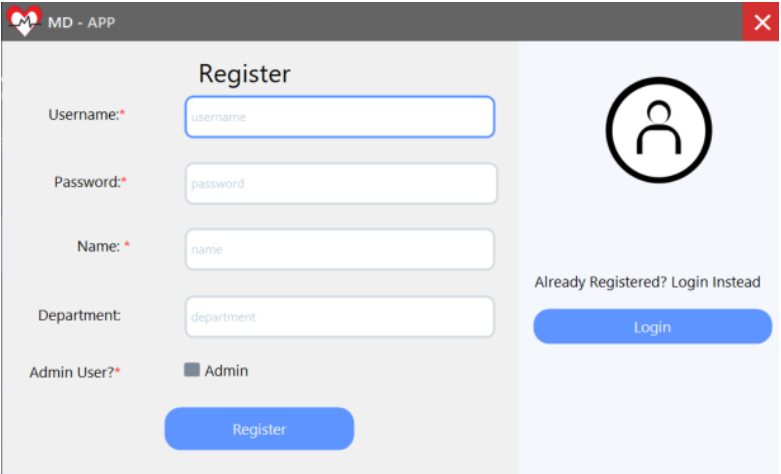 MD - APP
Register
Username:*
username
Password:*
password
Name: *
name
Department:
department
Admin User?*
Admin
Register
Already Registered? Login Instead
Login